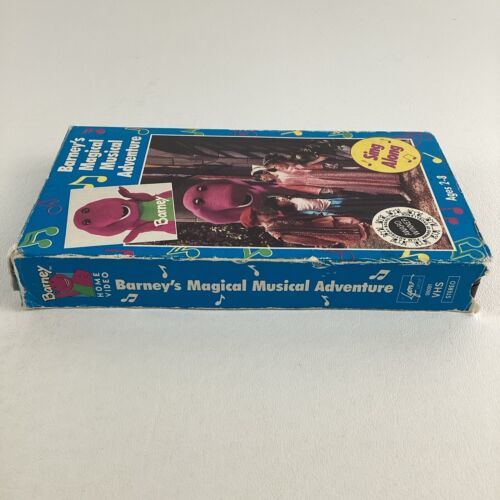 Barney's
Magical
Musical
Adventure
Barney
Sing
Along
Ages 2-8
Barney
HOME
VIDEO
Barney's Magical Musical Adventure
Lyons
VHS
STEREO